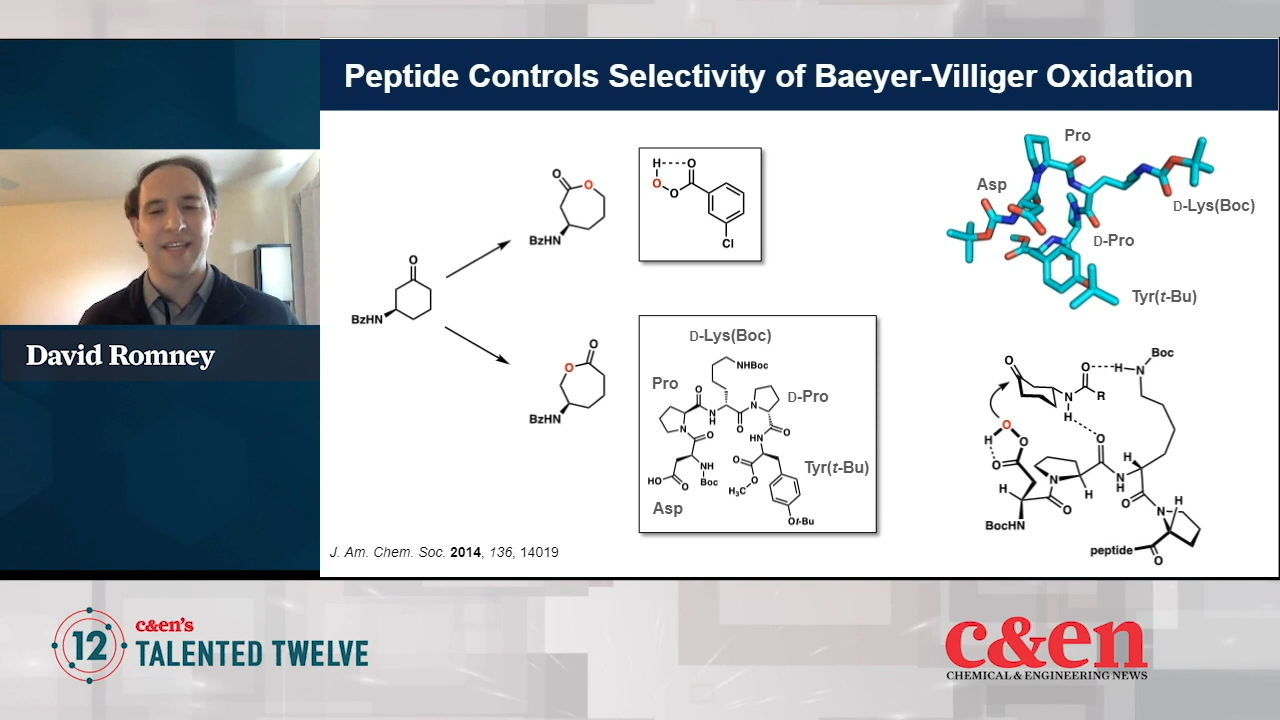 Peptide Controls Selectivity of Baeyer-Villiger Oxidation
David Romney
O
BzHN
O
O
BzHN
O
O
BzHN
H
O
O
O
Cl
D-Lys(Boc)
NHBoc
Pro
D-Pro
O
N
H
O
N
N
O
O
HN
HO
O
NH
Boc
O
O
H₃C
Tyr(t-Bu)
Asp
Ot-Bu
Pro
Asp
D-Lys(Boc)
D-Pro
Tyr(t-Bu)
O
O
H
N
Boc
N
H
R
O
H
O
O
O
H
BocHN
N
O
H
O
N
H
H
O
N
H
peptide
O
J. Am. Chem. Soc. 2014, 136, 14019
12
c&en's
TALENTED TWELVE
c&en
CHEMICAL & ENGINEERING NEWS